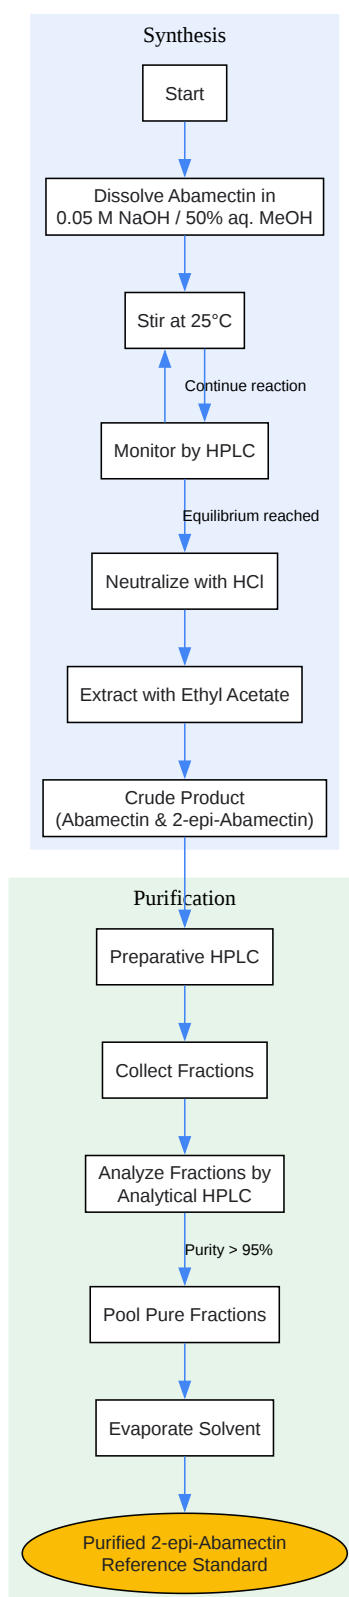 Synthesis
Start
Dissolve Abamectin in
0.05 M NaOH / 50% aq. MeOH
Stir at 25°C
Continue reaction
Monitor by HPLC
Equilibrium reached
Neutralize with HCl
Extract with Ethyl Acetate
Crude Product
(Abamectin & 2-epi-Abamectin)
Purification
Preparative HPLC
Collect Fractions
Analyze Fractions by
Analytical HPLC
Purity > 95%
Pool Pure Fractions
Evaporate Solvent
Purified 2-epi-Abamectin
Reference Standard